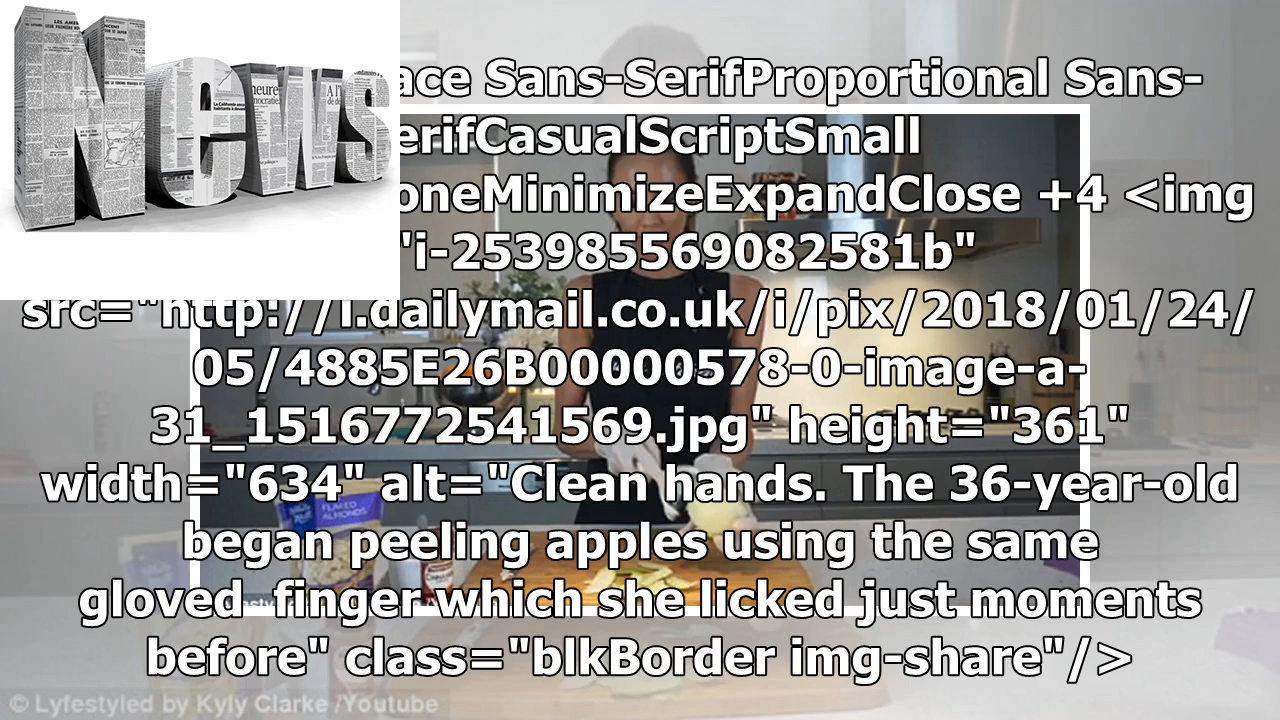 News
ace Sans-SerifProportional Sans-
erifCasualScriptSmall
oneMinimizeExpandClose +4 <img
"i-253985569082581b"
src="http://i.dailymail.co.uk/i/pix/2018/01/24/
05/4885E26B00000578-0-image-a-
31_1516772541569.jpg" height="361"
width="634" alt="Clean hands. The 36-year-old
began peeling apples using the same
gloved  finger which she licked just moments
before" class="blkBorder img-share"/>
FLAKED
ALMONDS
© Lyfestyled by Kyly Clarke /Youtube